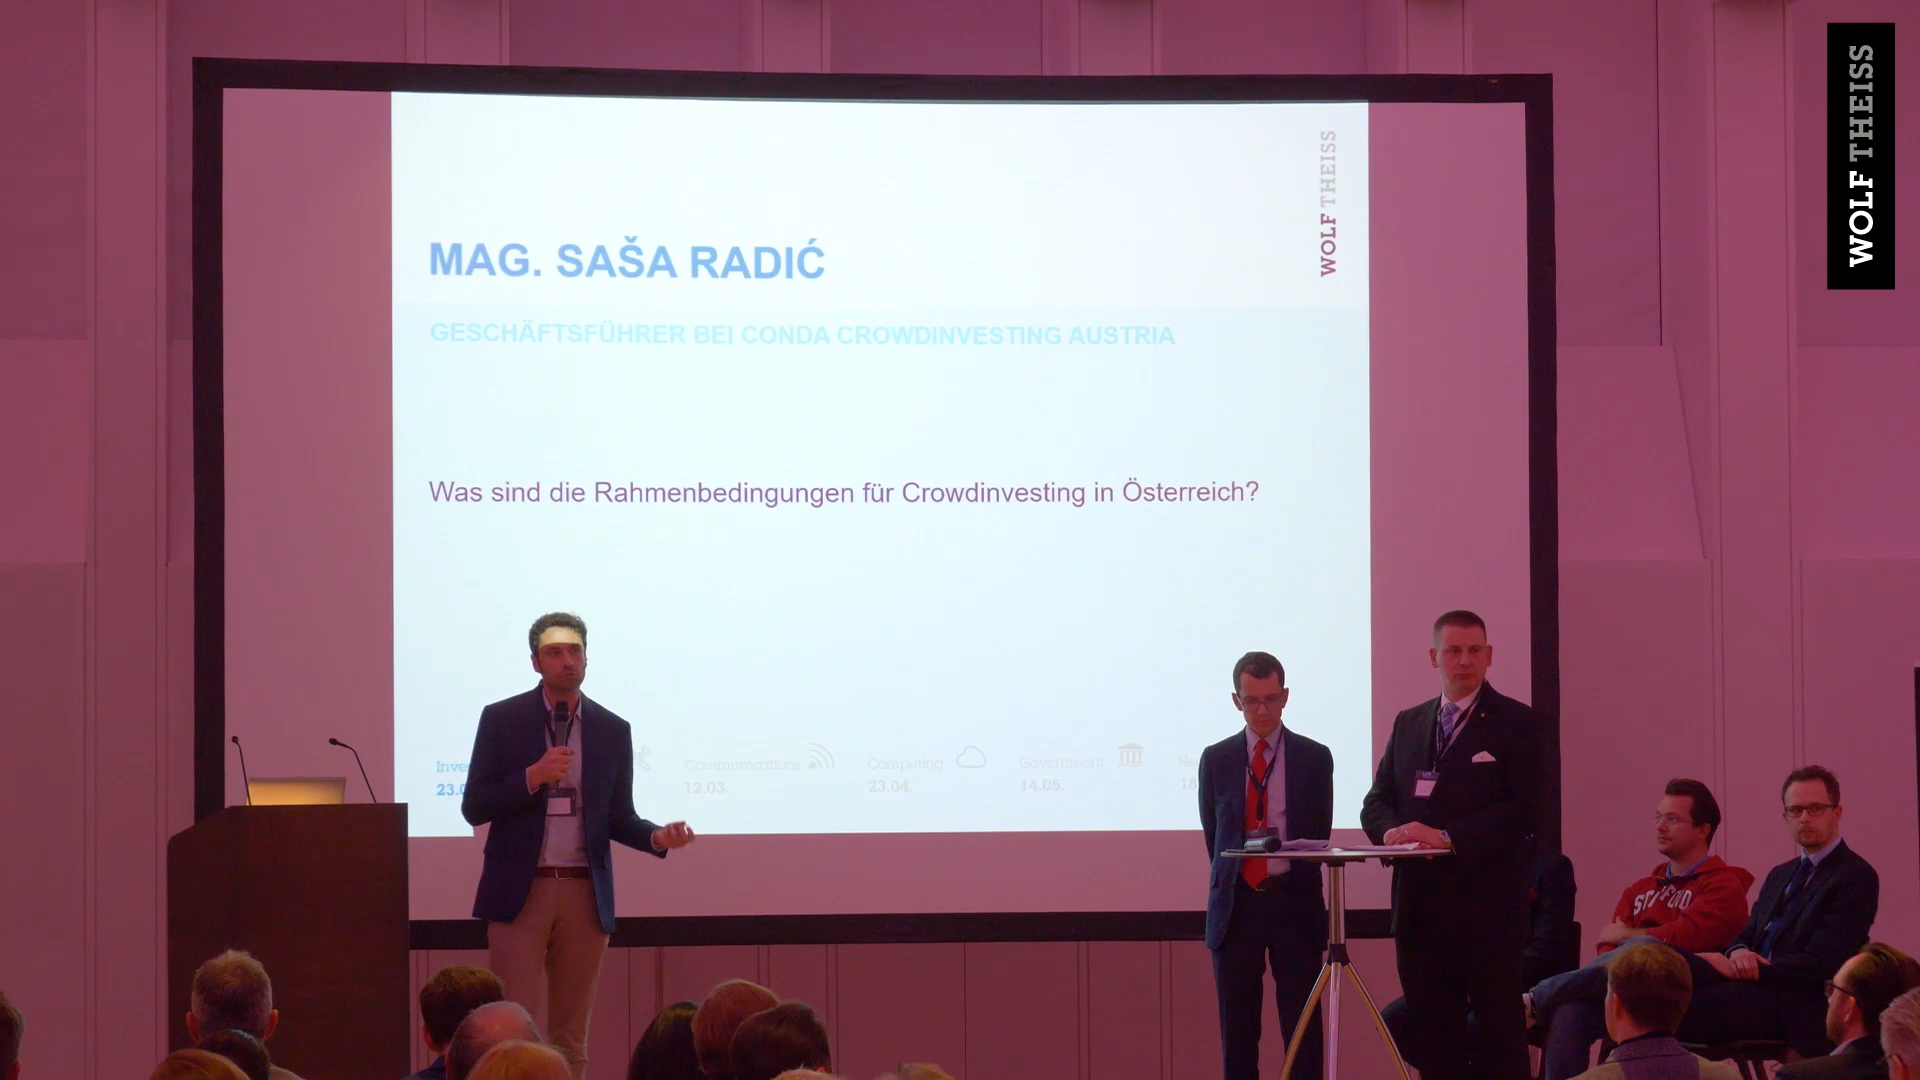 WOLF THEISS
WOLF THEISS
MAG. SAŠA RADIĆ
GESCHÄFTSFÜHRER BEI CONDA CROWDINVESTING AUSTRIA
Was sind die Rahmenbedingungen für Crowdinvesting in Österreich?
Communications
12.03.
Computing
23.04.
Government
14.05.